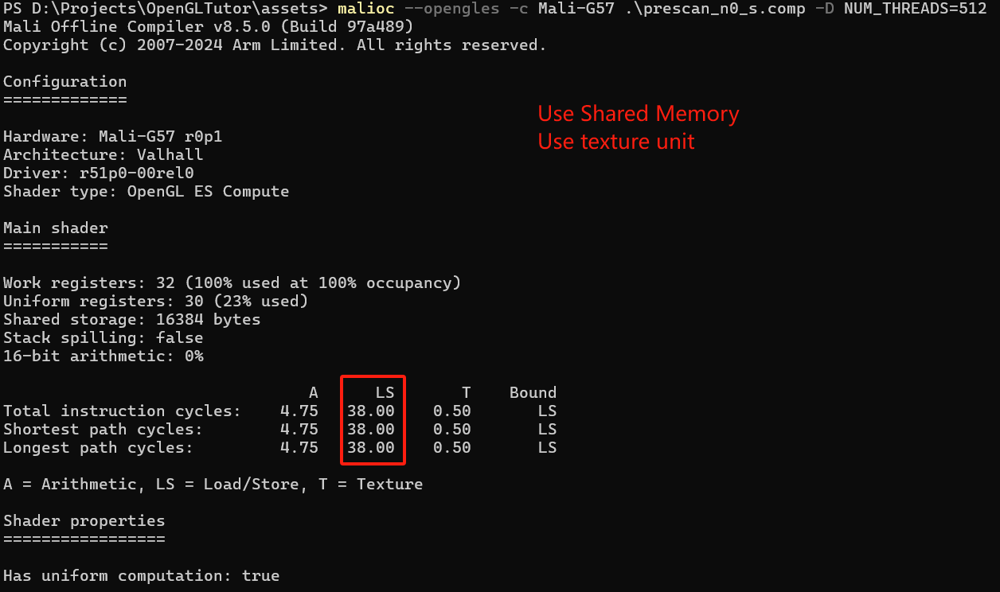 PS D:\Projects\OpenGLTutor\assets> malioc --opengles -c Mali-G57 .\prescan_n0_s.comp -D NUM_THREADS=512
Mali Offline Compiler v8.5.0 (Build 97a489)
Copyright (c) 2007-2024 Arm Limited. All rights reserved.
Configuration
=============
Use Shared Memory
Use texture unit
Hardware: Mali-G57 r0p1
Architecture: Valhall
Driver: r51p0-00rel0
Shader type: OpenGL ES Compute
Main shader
===========
Work registers: 32 (100% used at 100% occupancy)
Uniform registers: 30 (23% used)
Shared storage: 16384 bytes
Stack spilling: false
16-bit arithmetic: 0%
A LS T Bound
Total instruction cycles: 4.75 38.00 0.50 LS
Shortest path cycles: 4.75 38.00 0.50 LS
Longest path cycles: 4.75 38.00 0.50 LS
A = Arithmetic, LS = Load/Store, T = Texture
Shader properties
=================
Has uniform computation: true